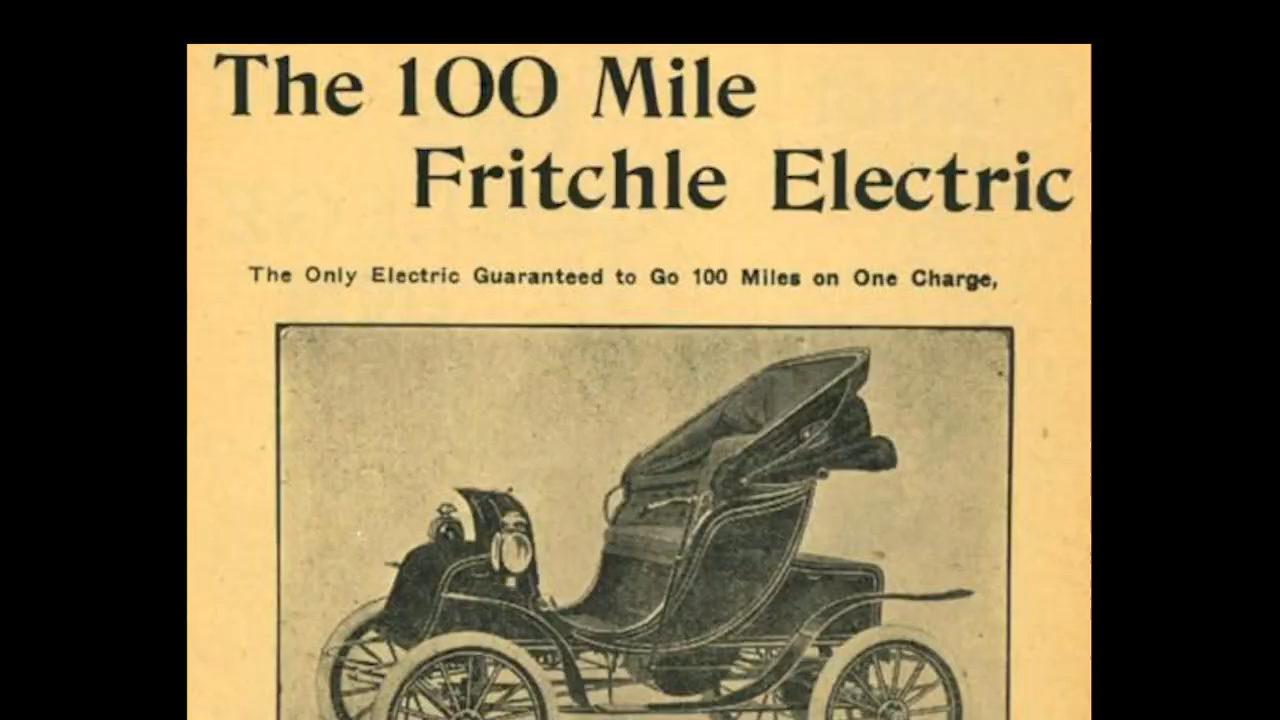 The 100 Mile
Fritchle Electric
The Only Electric Guaranteed to Go 100 Miles on One Charge,